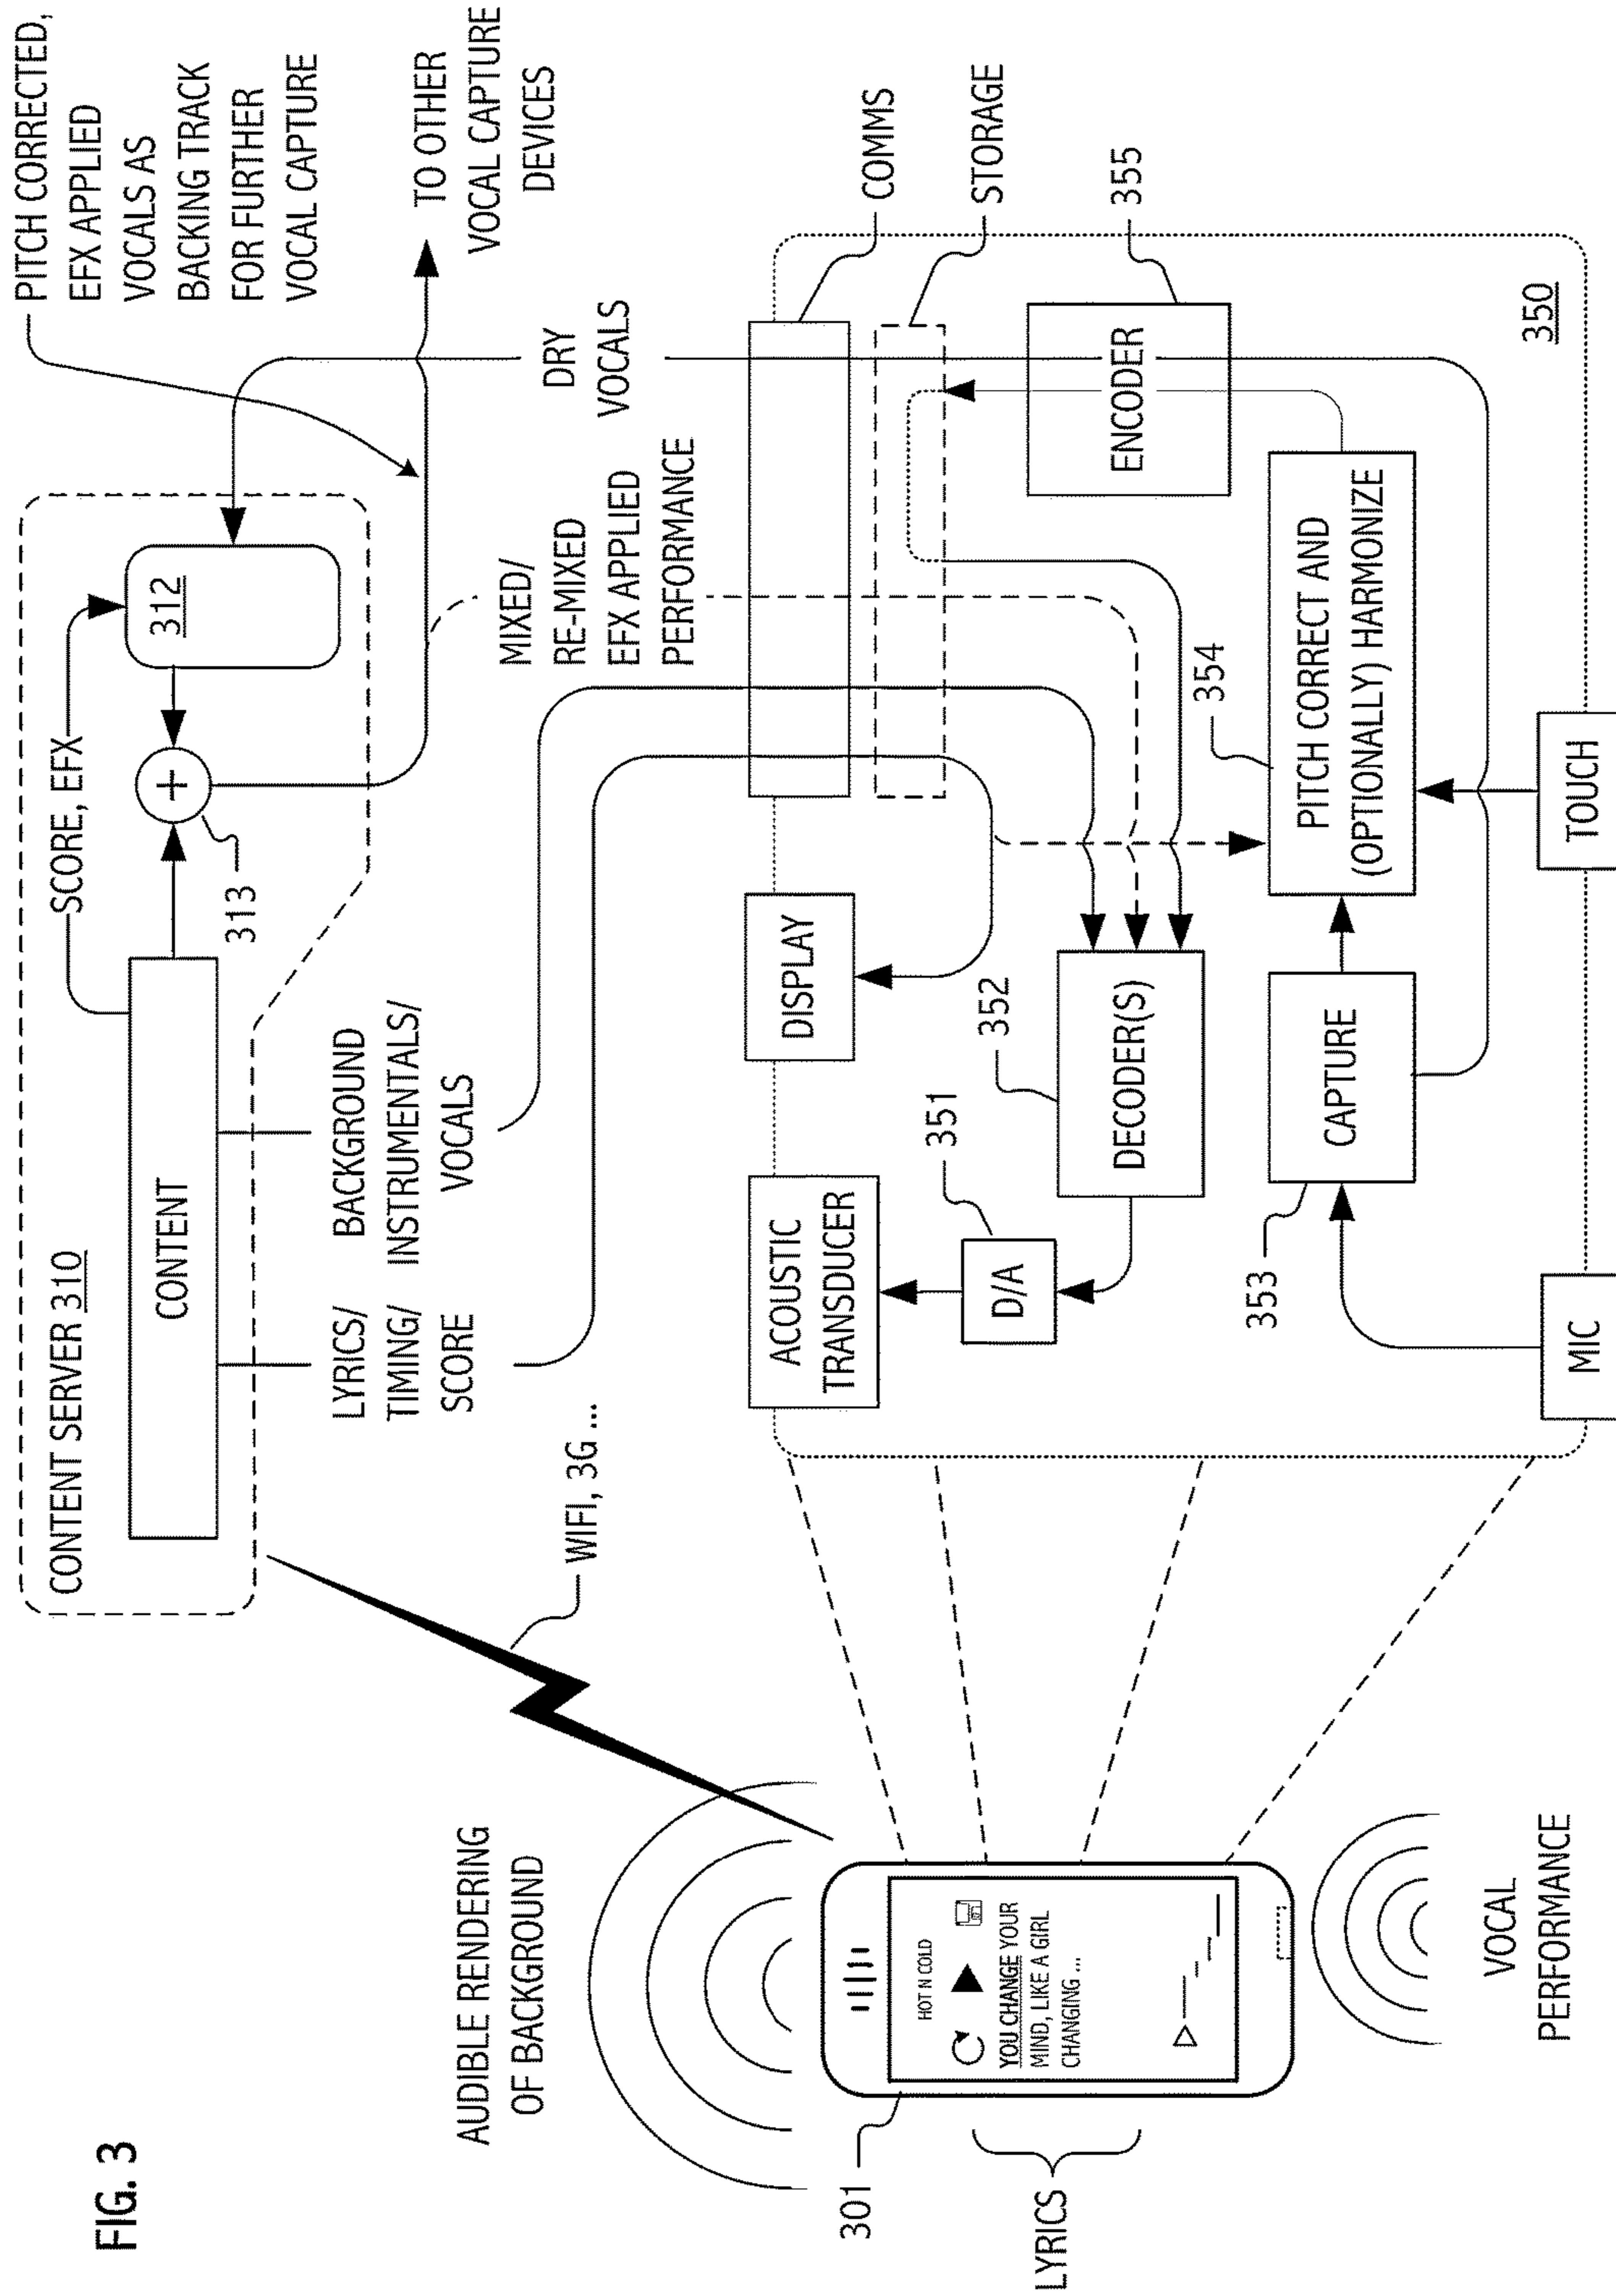 FIG. 3
CONTENT SERVER 310
CONTENT
SCORE, EFX
312
313
PITCH CORRECTED,
EFX APPLIED
VOCALS AS
BACKING TRACK
FOR FURTHER
VOCAL CAPTURE
TO OTHER
VOCAL CAPTURE
DEVICES
LYRICS/
TIMING/
SCORE
BACKGROUND
INSTRUMENTALS/
VOCALS
MIXED/
RE-MIXED
EFX APPLIED
PERFORMANCE
DRY
VOCALS
WIFI, 3G ...
AUDIBLE RENDERING
OF BACKGROUND
301
HOT N COLD
YOU CHANGE YOUR
MIND, LIKE A GIRL
CHANGING ...
LYRICS
VOCAL
PERFORMANCE
ACOUSTIC
TRANSDUCER
DISPLAY
COMMS
STORAGE
D/A
351
DECODER(S)
352
ENCODER
355
CAPTURE
353
PITCH CORRECT AND
(OPTIONALLY) HARMONIZE
354
MIC
TOUCH
350